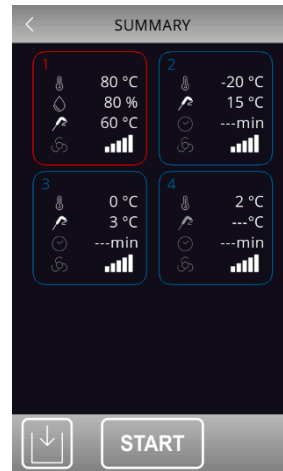 SUMMARY
1
80 °C
80 %
60 °C
2
-20 °C
15 °C
---min
3
0 °C
3 °C
---min
4
2 °C
---°C
---min
START